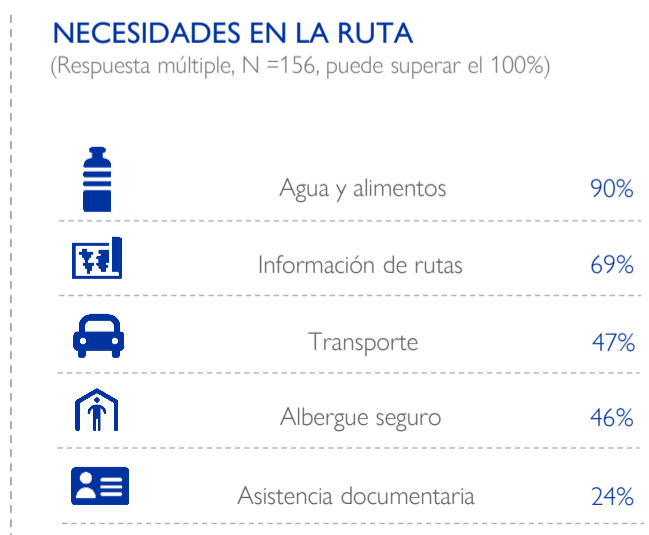 NECESIDADES EN LA RUTA
(Respuesta múltiple, N =156, puede superar el 100%)
Agua y alimentos 90%
Información de rutas 69%
Transporte 47%
Albergue seguro 46%
Asistencia documentaria 24%